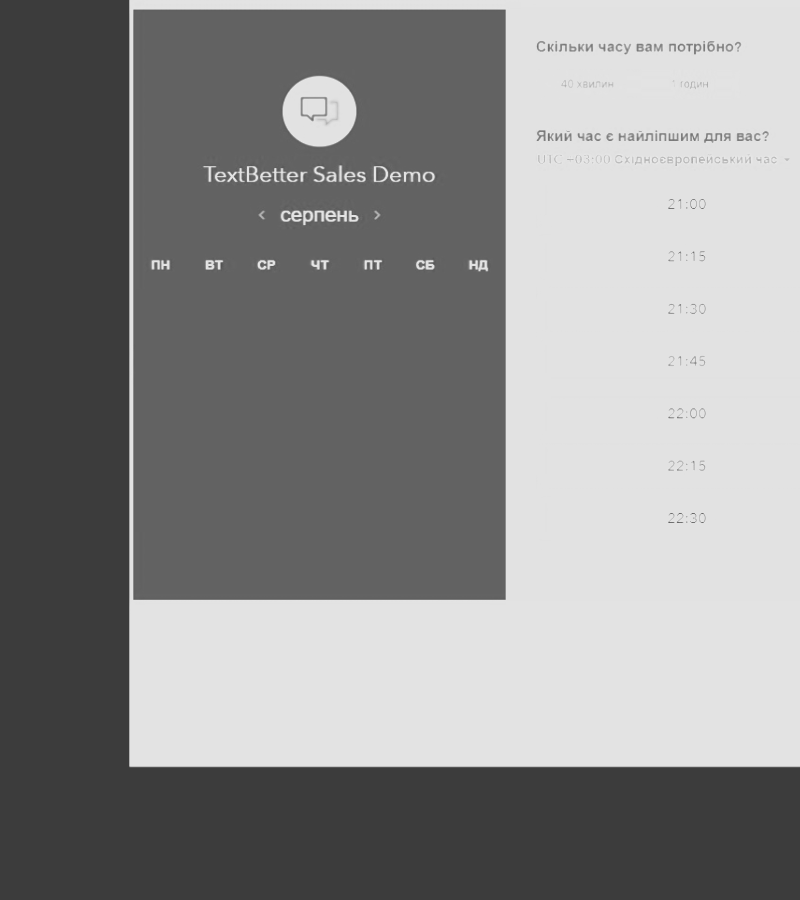 TextBetter Sales Demo
< серпень >
ПН ВТ СР ЧТ ПТ СБ НД
Скільки часу вам потрібно?
40 хвилин 1 годин
Який час є найліпшим для вас?
UTC +03:00 Східноєвропейський час
21:00
21:15
21:30
21:45
22:00
22:15
22:30